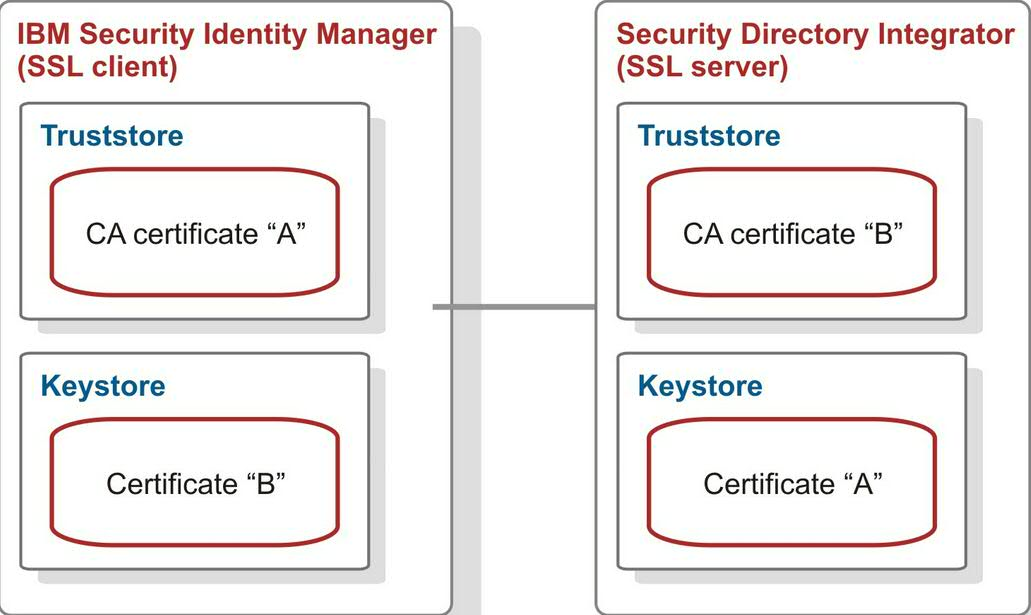 IBM Security Identity Manager
(SSL client)
Truststore
CA certificate “A”
Keystore
Certificate “B”
Security Directory Integrator
(SSL server)
Truststore
CA certificate “B”
Keystore
Certificate “A”